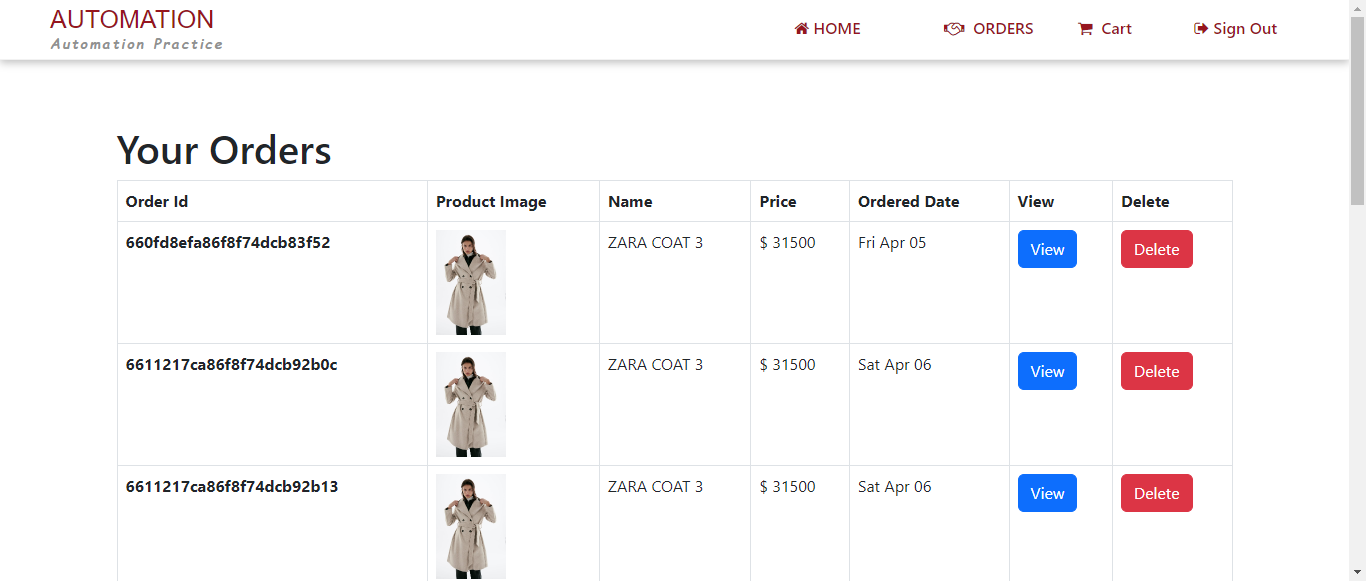 AUTOMATION
Automation Practice
HOME ORDERS Cart Sign Out
Your Orders
Order Id Product Image Name Price Ordered Date View Delete
660fd8efa86f8f74dcb83f52 ZARA COAT 3 $ 31500 Fri Apr 05 View Delete
6611217ca86f8f74dcb92b0c ZARA COAT 3 $ 31500 Sat Apr 06 View Delete
6611217ca86f8f74dcb92b13 ZARA COAT 3 $ 31500 Sat Apr 06 View Delete